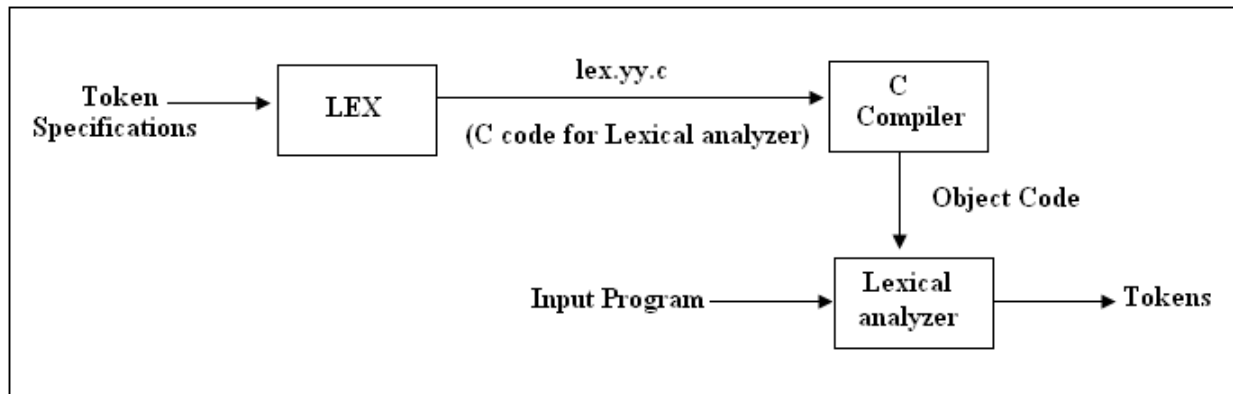 Token
Specifications
LEX
lex.yy.c
(C code for Lexical analyzer)
C
Compiler
Object Code
Input Program
Lexical
analyzer
Tokens